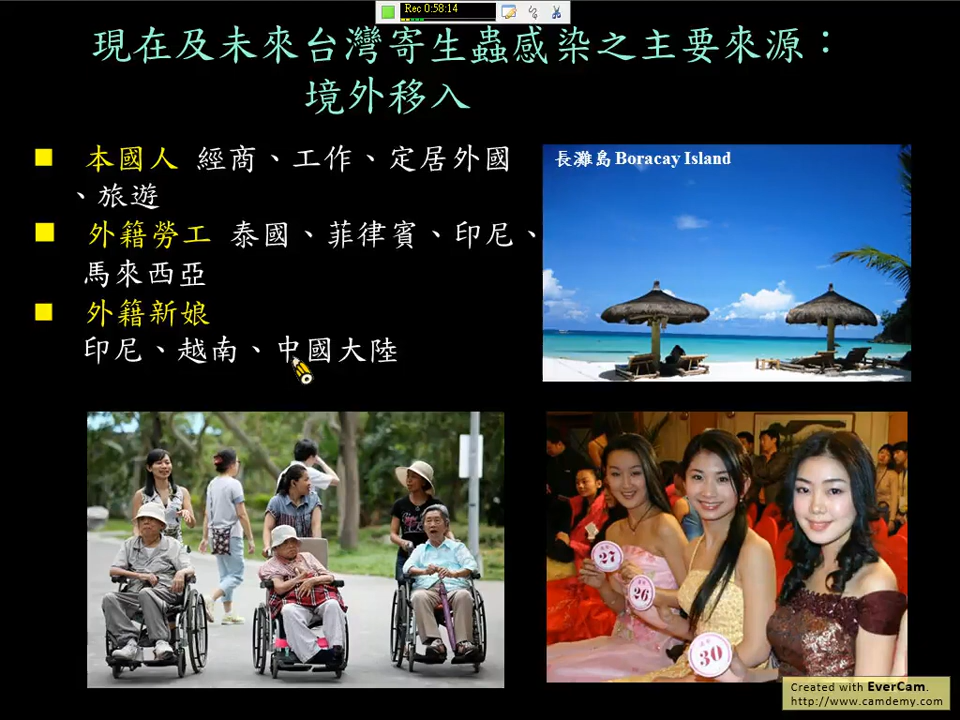 Rec 0:58:14
現在及未來台灣寄生蟲感染之主要來源：
境外移入
本國人 經商、工作、定居外國
、旅遊
外籍勞工 泰國、菲律賓、印尼、
馬來西亞
外籍新娘
印尼、越南、中國大陸
長灘島 Boracay Island
27
26
30
Created with EverCam.
http://www.camdemy.com